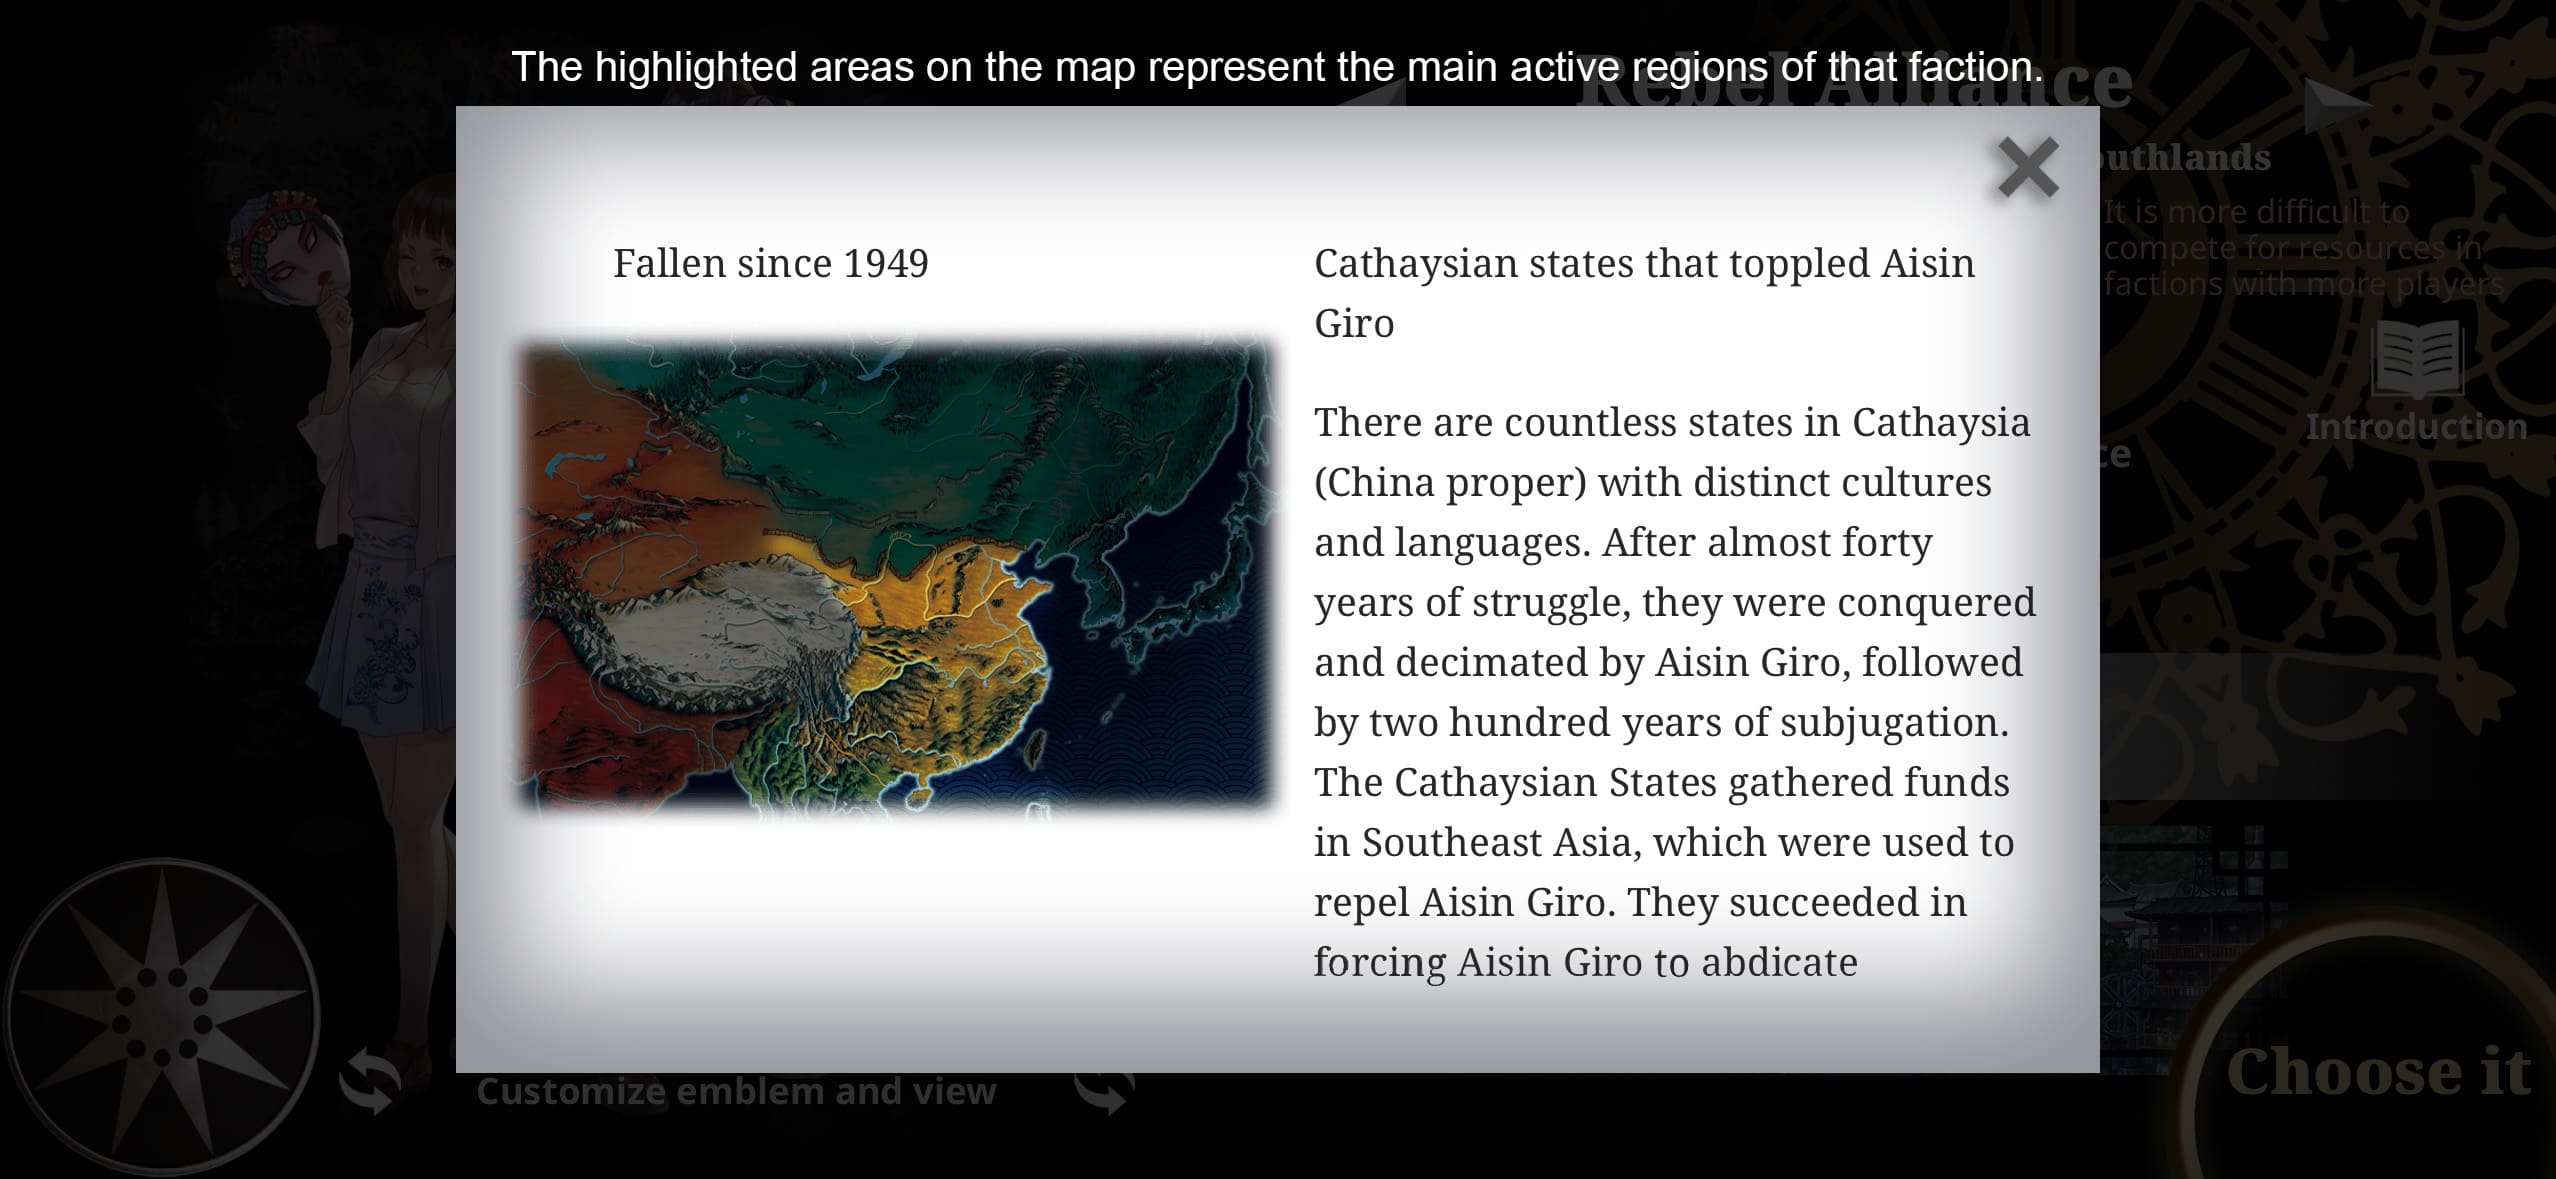 The highlighted areas on the map represent the main active regions of that faction.
Rebel Alliance
Southlands
It is more difficult to
compete for resources in
factions with more players
Introduction
Fallen since 1949
Cathaysian states that toppled Aisin
Giro
There are countless states in Cathaysia
(China proper) with distinct cultures
and languages. After almost forty
years of struggle, they were conquered
and decimated by Aisin Giro, followed
by two hundred years of subjugation.
The Cathaysian States gathered funds
in Southeast Asia, which were used to
repel Aisin Giro. They succeeded in
forcing Aisin Giro to abdicate
Customize emblem and view
Choose it